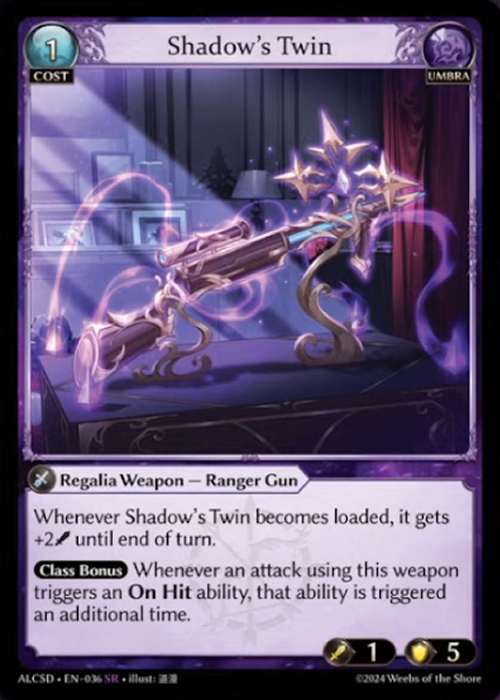 1
COST
Shadow's Twin
UMBRA
Regalia Weapon — Ranger Gun
Whenever Shadow's Twin becomes loaded, it gets
+2 until end of turn.
Class Bonus Whenever an attack using this weapon
triggers an On Hit ability, that ability is triggered
an additional time.
1
5
ALCSD • EN-036 SR • illust:
©2024 Weebs of the Shore